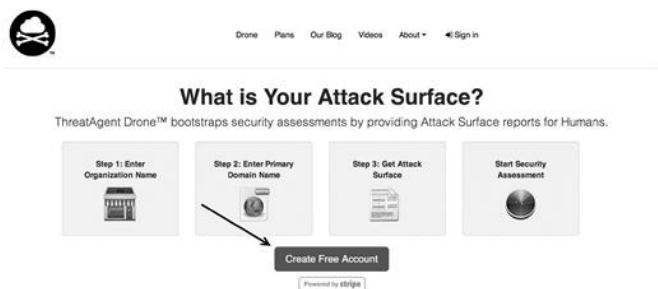 Drone Plans Our Blog Videos About Sign in
What is Your Attack Surface?
ThreatAgent Drone™ bootstraps security assessments by providing Attack Surface reports for Humans.
Step 1: Enter
Organization Name
Step 2: Enter Primary
Domain Name
Step 3: Get Attack
Surface
Start Security
Assessment
Create Free Account
Powered by stripe